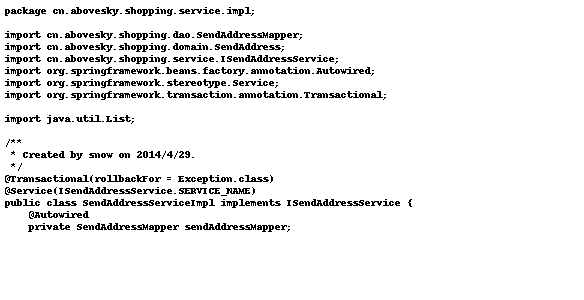 package cn.abovesky.shopping.service.impl;

import cn.abovesky.shopping.dao.SendAddressMapper;
import cn.abovesky.shopping.domain.SendAddress;
import cn.abovesky.shopping.service.ISendAddressService;
import org.springframework.beans.factory.annotation.Autowired;
import org.springframework.stereotype.Service;
import org.springframework.transaction.annotation.Transactional;

import java.util.List;

/**
 * Created by snow on 2014/4/29.
 */
@Transactional(rollbackFor = Exception.class)
@Service(ISendAddressService.SERVICE_NAME)
public class SendAddressServiceImpl implements ISendAddressService {
    @Autowired
    private SendAddressMapper sendAddressMapper;